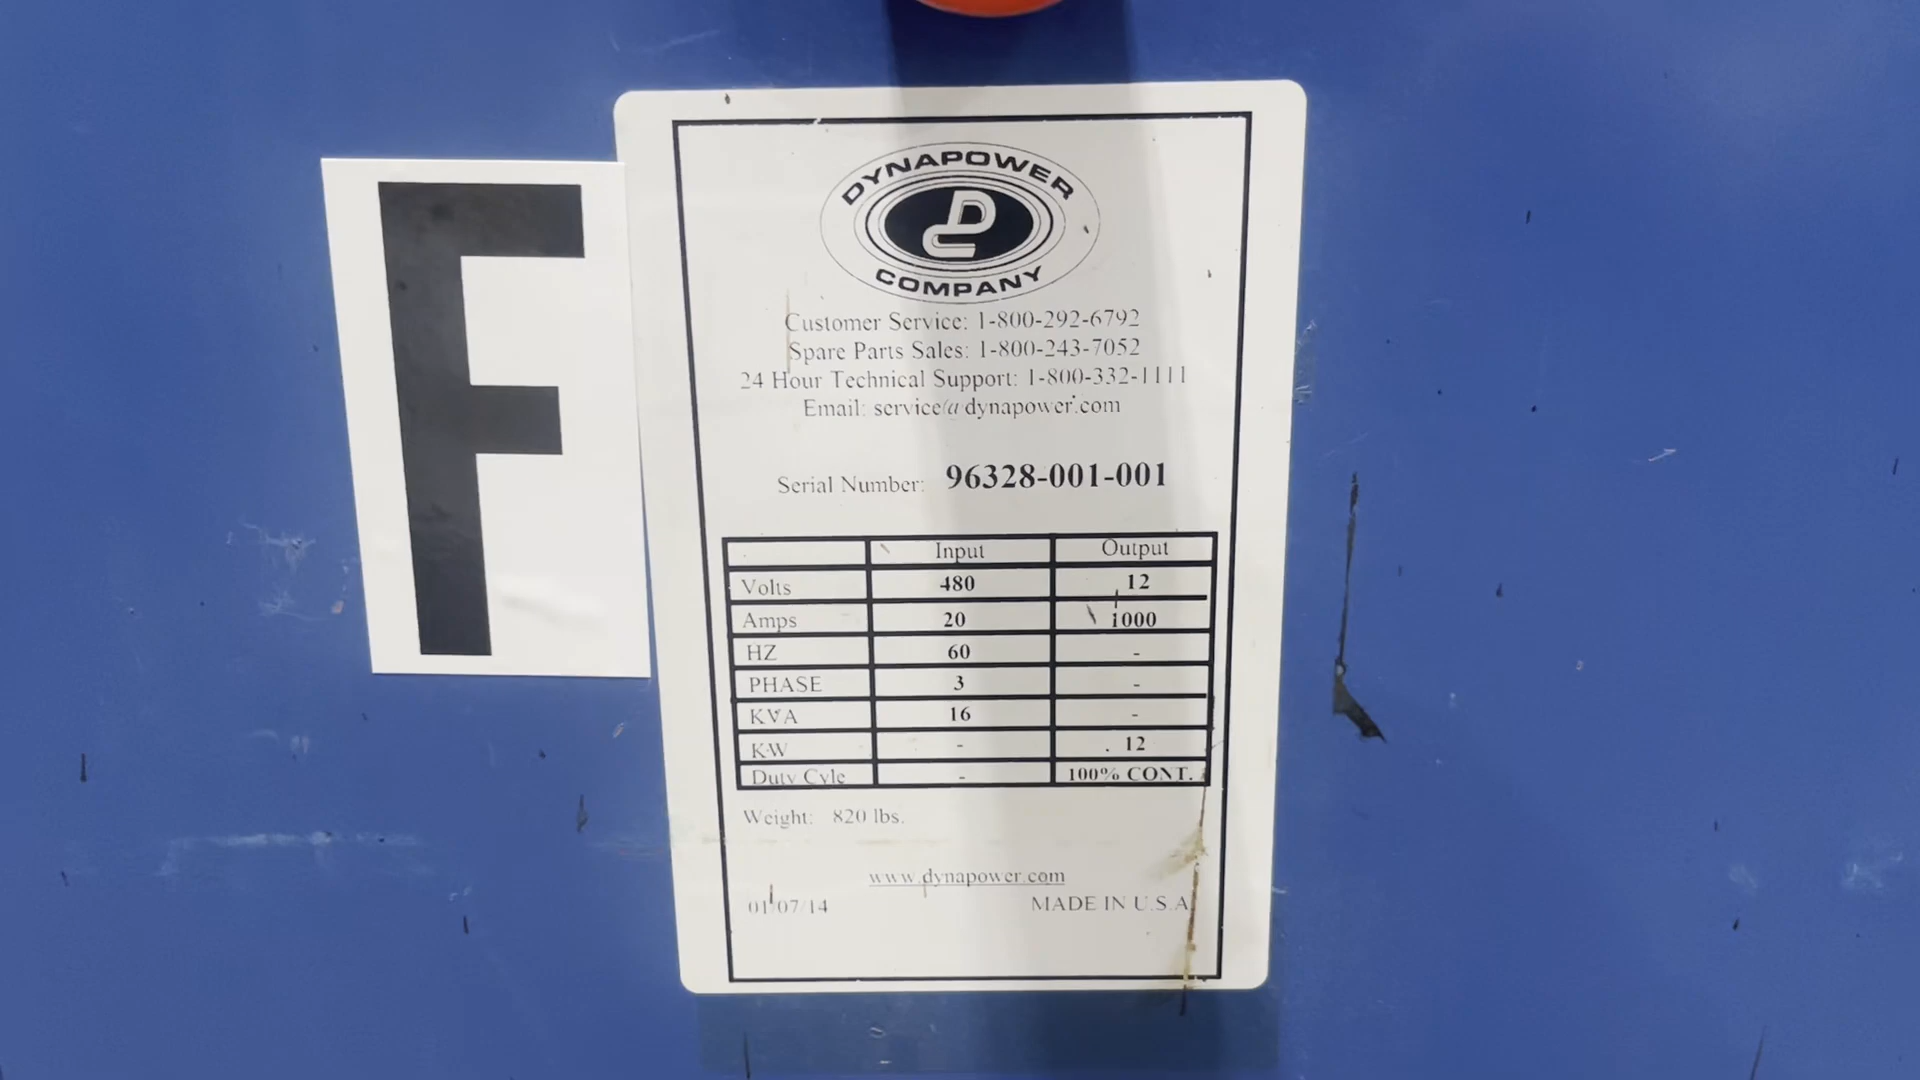 F
DYNAPOWER
COMPANY
Customer Service: 1-800-292-6792
Spare Parts Sales: 1-800-243-7052
24 Hour Technical Support: 1-800-332-1111
Email: service@dynapower.com
Serial Number: 96328-001-001
Input Output
Volts 480 12
Amps 20 1000
HZ 60 -
PHASE 3 -
KVA 16 -
KW - 12
Duty Cyle - 100% CONT.
Weight: 820 lbs.
www.dynapower.com
01/07/14 MADE IN U.S.A